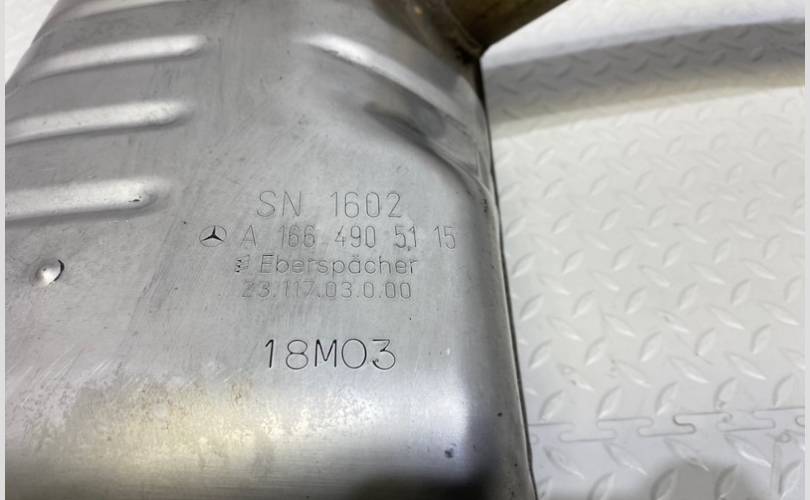 SN 1602
A 166 490 51 15
Eberspächer
23.117.03.0.00
18M03